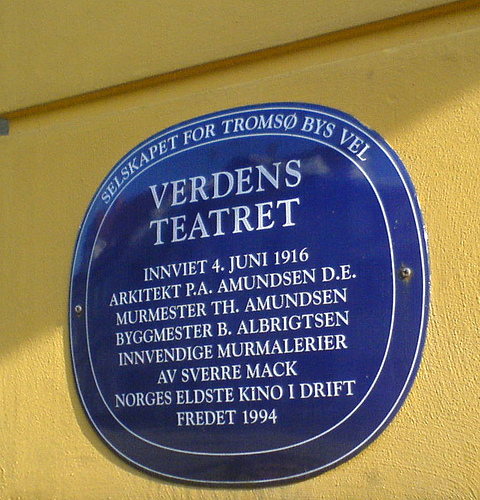 SELSKAPET FOR TROMSØ BYS VEL
VERDENS
TEATRET
INNVIET 4. JUNI 1916
ARKITEKT P.A. AMUNDSEN D.E.
MURMESTER TH. AMUNDSEN
BYGGMESTER B. ALBRIGTSEN
INNVENDIGE MURMALERIER
AV SVERRE MACK
NORGES ELDSTE KINO I DRIFT
FREDET 1994